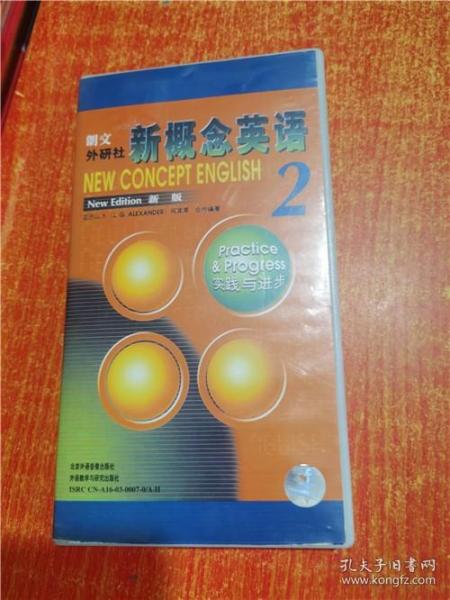 朗文
外研社
新概念英语
NEW CONCEPT ENGLISH
New Edition 新 版
2
L. G. ALEXANDER
Practice
& Progress
实践与进步
北京外语音像出版社
外语教学与研究出版社
ISRC CN-A16-03-0007-0/A·H
孔夫子旧书网
www.kongfz.com